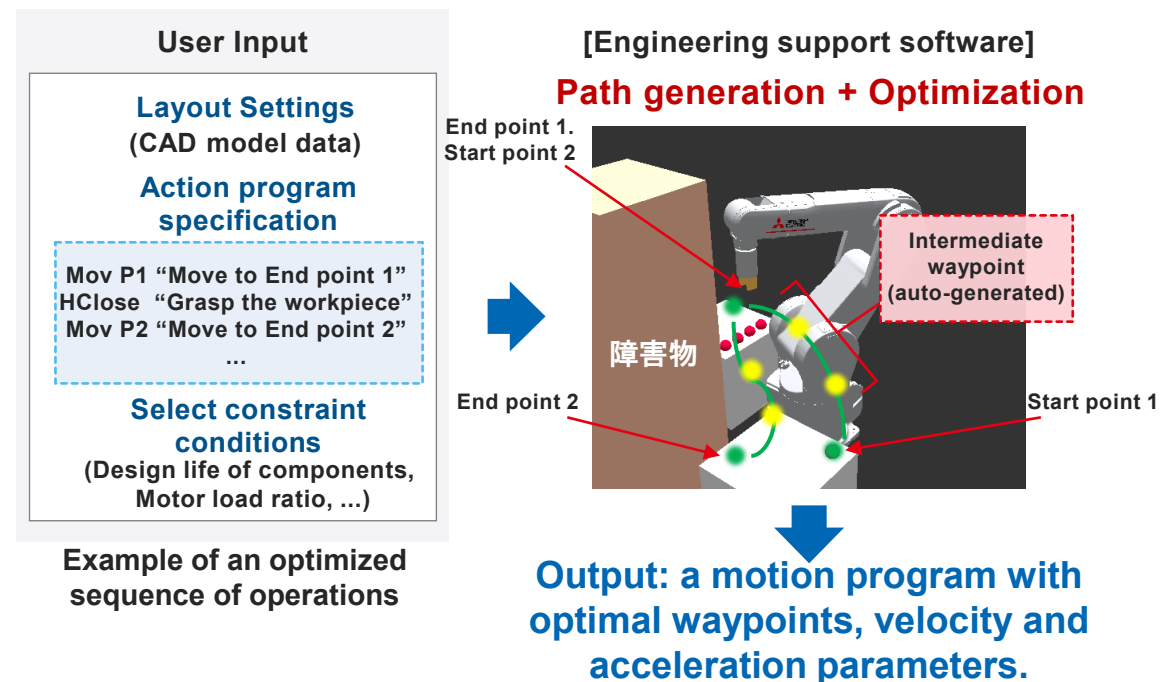 User Input
Layout Settings
(CAD model data)
Action program
specification
Mov P1 “Move to End point 1”
HClose “Grasp the workpiece”
Mov P2 “Move to End point 2”
...
Select constraint
conditions
(Design life of components,
Motor load ratio, ...)
Example of an optimized
sequence of operations
[Engineering support software]
Path generation + Optimization
End point 1.
Start point 2
Intermediate
waypoint
(auto-generated)
障害物
End point 2
Start point 1
Output: a motion program with
optimal waypoints, velocity and
acceleration parameters.